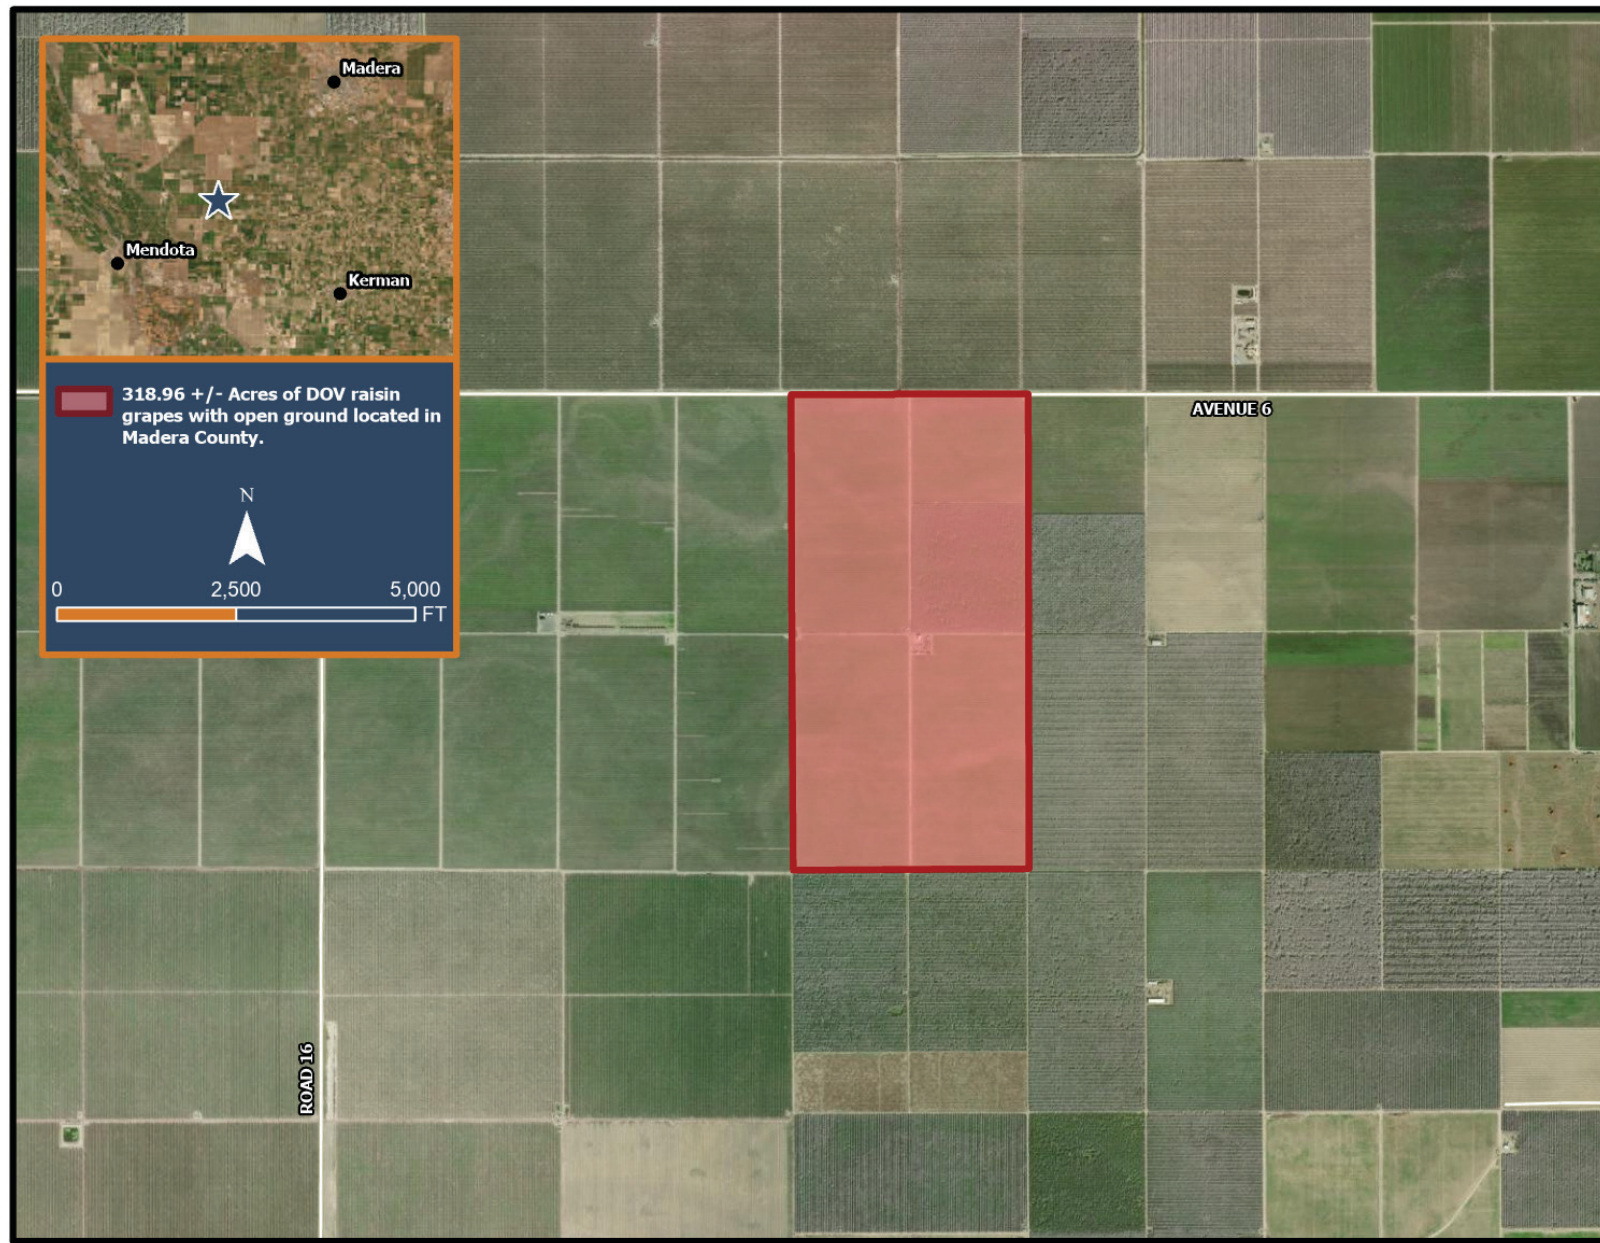 Madera
Mendota
Kerman
318.96 +/- Acres of DOV raisin
grapes with open ground located in
Madera County.
N
0 2,500 5,000
FT
AVENUE 6
ROAD 16